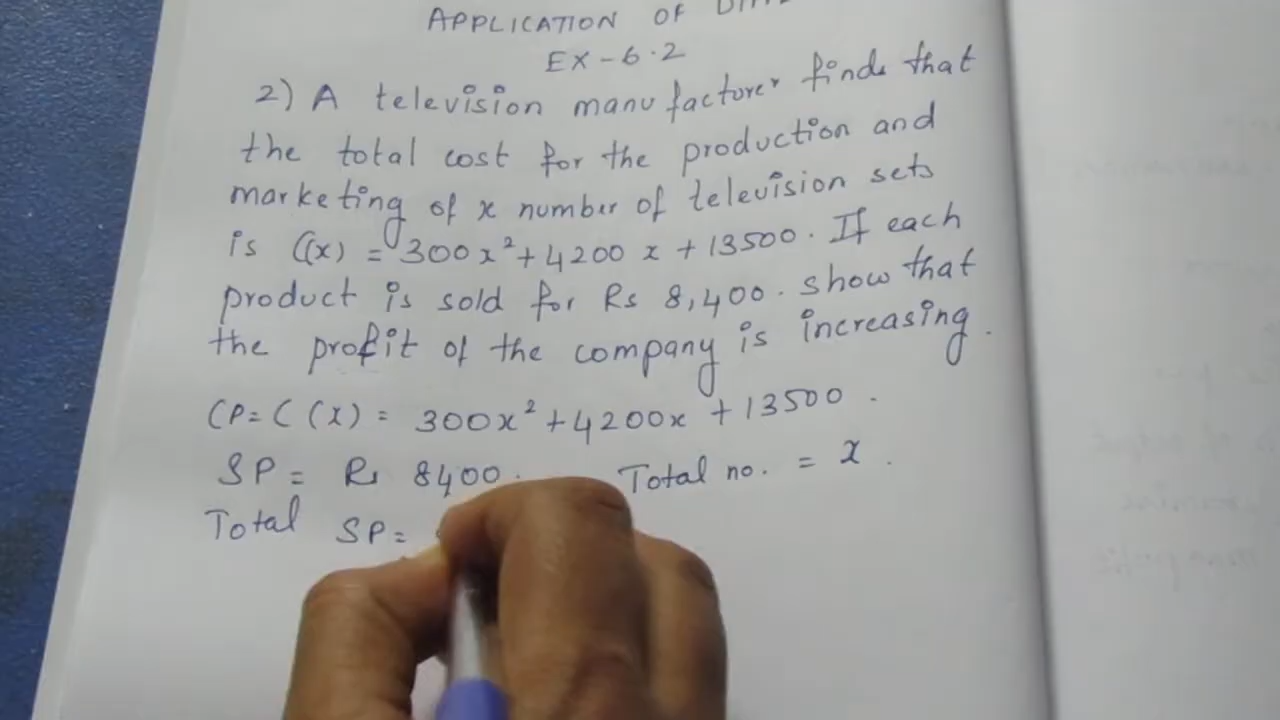 APPLICATION OF
EX-6.2
2) A television manufacturer finds that
the total cost for the production and
marketing of x number of television sets
is C(x) = 300x²+4200x+13500. If each
product is sold for Rs 8,400. show that
the profit of the company is increasing.
CP = C(x) = 300x²+4200x+13500.
SP = Rs 8400. Total no. = x.
Total SP =